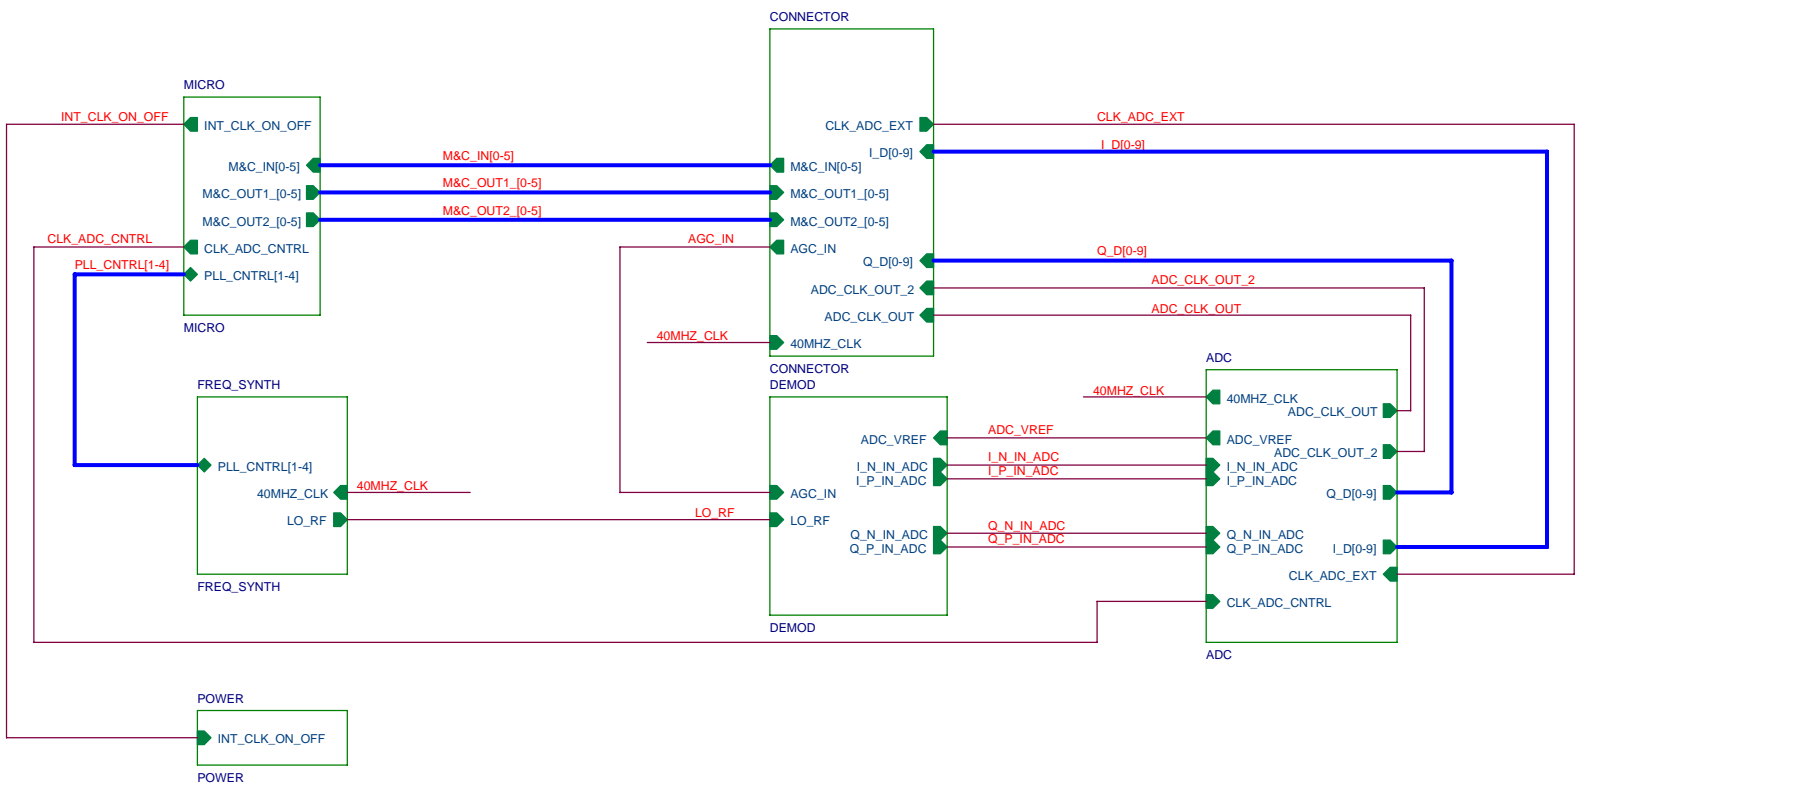 CONNECTOR
MICRO
INT_CLK_ON_OFF
INT_CLK_ON_OFF
M&C_IN[0-5]
M&C_OUT1_[0-5]
M&C_OUT2_[0-5]
CLK_ADC_CNTRL
CLK_ADC_CNTRL
PLL_CNTRL[1-4]
PLL_CNTRL[1-4]
MICRO
M&C_IN[0-5]
M&C_OUT1_[0-5]
M&C_OUT2_[0-5]
AGC_IN
40MHZ_CLK
CLK_ADC_EXT
I_D[0-9]
M&C_IN[0-5]
M&C_OUT1_[0-5]
M&C_OUT2_[0-5]
AGC_IN
Q_D[0-9]
ADC_CLK_OUT_2
ADC_CLK_OUT
40MHZ_CLK
CONNECTOR
CLK_ADC_EXT
I_D[0-9]
Q_D[0-9]
ADC_CLK_OUT_2
ADC_CLK_OUT
FREQ_SYNTH
PLL_CNTRL[1-4]
40MHZ_CLK
40MHZ_CLK
LO_RF
LO_RF
FREQ_SYNTH
DEMOD
ADC_VREF
I_N_IN_ADC
I_P_IN_ADC
AGC_IN
LO_RF
Q_N_IN_ADC
Q_P_IN_ADC
DEMOD
40MHZ_CLK
ADC_VREF
I_N_IN_ADC
I_P_IN_ADC
Q_N_IN_ADC
Q_P_IN_ADC
ADC
40MHZ_CLK
ADC_CLK_OUT
ADC_VREF
ADC_CLK_OUT_2
I_N_IN_ADC
I_P_IN_ADC
Q_D[0-9]
Q_N_IN_ADC
Q_P_IN_ADC
I_D[0-9]
CLK_ADC_EXT
CLK_ADC_CNTRL
ADC
POWER
INT_CLK_ON_OFF
POWER